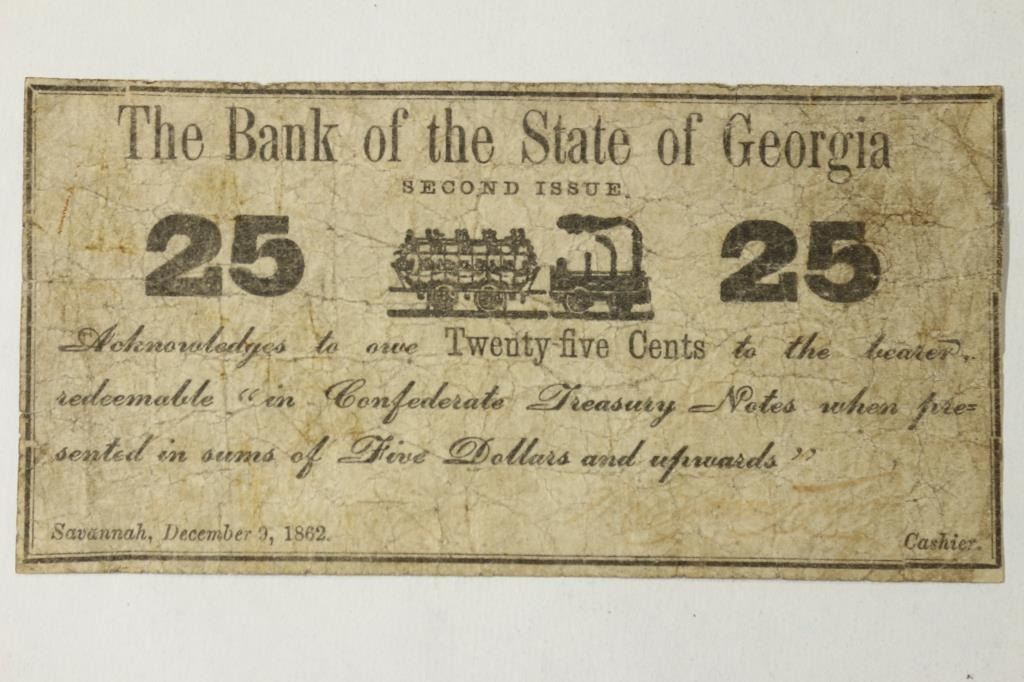 The Bank of the State of Georgia
SECOND ISSUE.
25 25
Acknowledges to owe Twenty-five Cents to the bearer,
redeemable "in Confederate Treasury Notes when pre=
sented in sums of Five Dollars and upwards"
Savannah, December 9, 1862. Cashier.